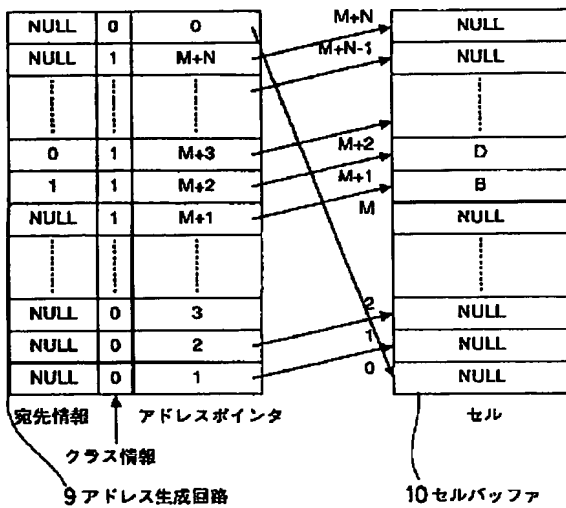 NULL 0 0 M+N NULL
NULL 1 M+N M+N-1 NULL
0 1 M+3 M+2 D
1 1 M+2 M+1 B
NULL 1 M+1 M NULL
NULL 0 3 2 NULL
NULL 0 2 1 NULL
NULL 0 1 0 NULL
宛先情報 アドレスポインタ セル
クラス情報
9 アドレス生成回路 10 セルバッファ